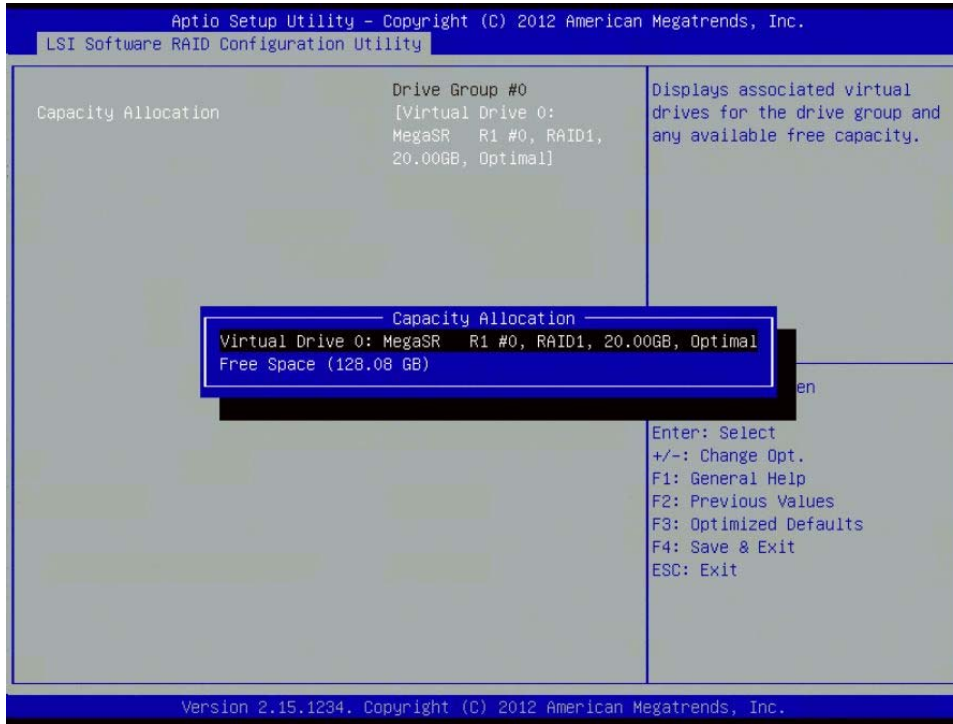 Aptio Setup Utility – Copyright (C) 2012 American Megatrends, Inc.
LSI Software RAID Configuration Utility
Drive Group #0
Capacity Allocation
[Virtual Drive 0:
MegaSR R1 #0, RAID1,
20.00GB, Optimal]
Displays associated virtual
drives for the drive group and
any available free capacity.
Capacity Allocation
Virtual Drive 0: MegaSR R1 #0, RAID1, 20.00GB, Optimal
Free Space (128.08 GB)
en
Enter: Select
+/-: Change Opt.
F1: General Help
F2: Previous Values
F3: Optimized Defaults
F4: Save & Exit
ESC: Exit
Version 2.15.1234. Copyright (C) 2012 American Megatrends, Inc.